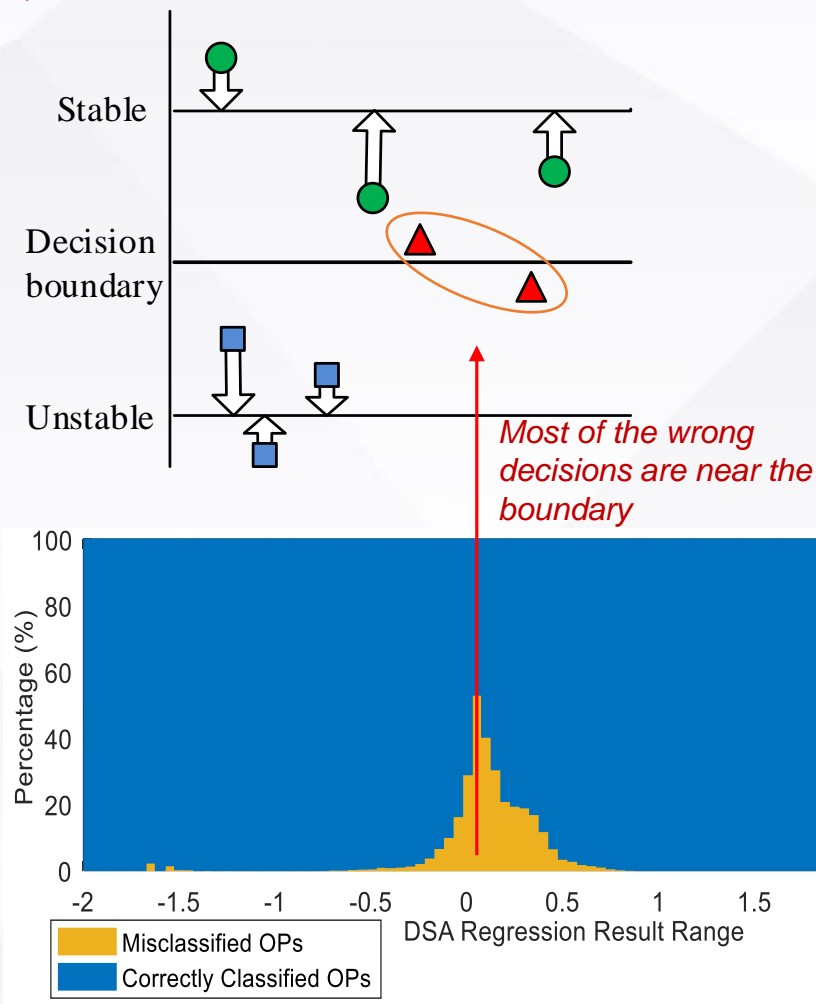 Stable
Decision
boundary
Unstable
Most of the wrong
decisions are near the
boundary
100
80
60
40
20
0
Percentage (%)
-2
-1.5
-1
-0.5
0
0.5
1
1.5
DSA Regression Result Range
Misclassified OPs
Correctly Classified OPs